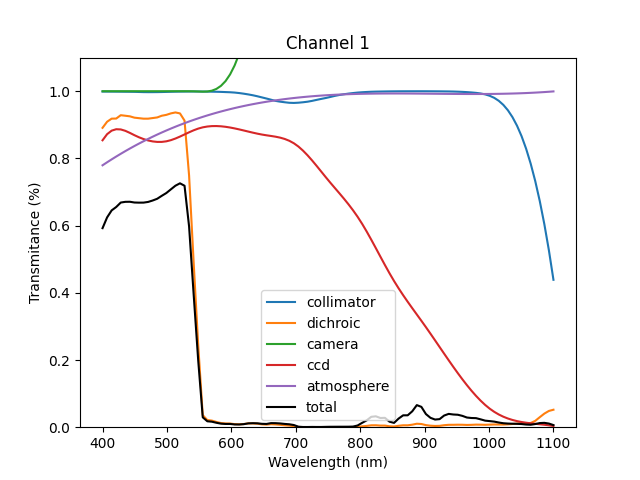 Channel 1
Transmitance (%)
1.0
0.8
0.6
0.4
0.2
0.0
collimator
dichroic
camera
ccd
atmosphere
total
400 500 600 700 800 900 1000 1100
Wavelength (nm)